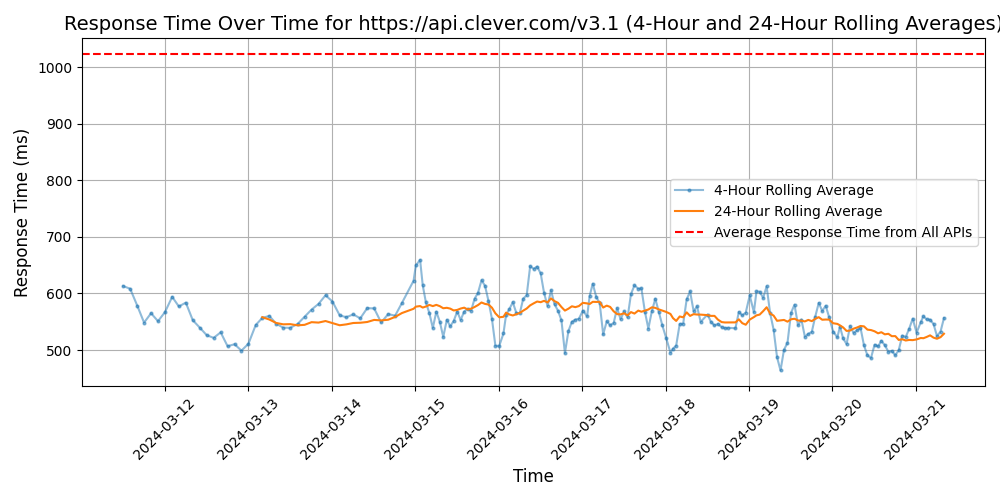 Response Time Over Time for https://api.clever.com/v3.1 (4-Hour and 24-Hour Rolling Averages)
Response Time (ms)
1000
900
800
700
600
500
4-Hour Rolling Average
24-Hour Rolling Average
Average Response Time from All APIs
2024-03-12
2024-03-13
2024-03-14
2024-03-15
2024-03-16
2024-03-17
2024-03-18
2024-03-19
2024-03-20
2024-03-21
Time